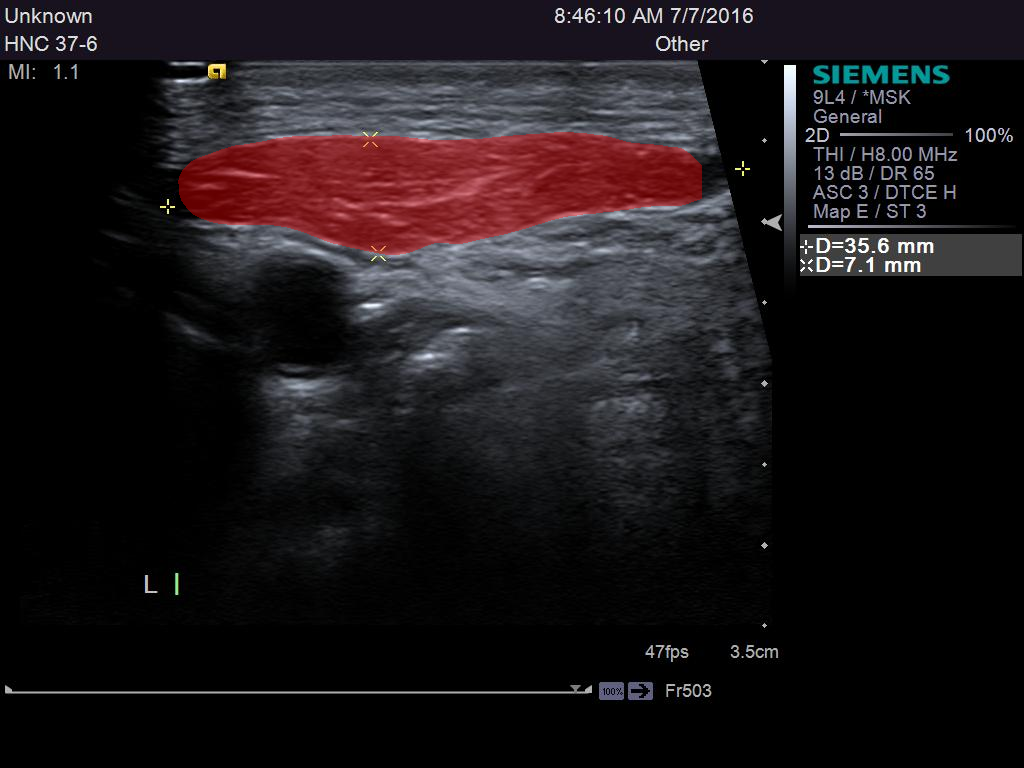 Unknown
8:46:10 AM 7/7/2016
HNC 37-6
Other
MI: 1.1
SIEMENS
9L4 / *MSK
General
2D 100%
THI / H8.00 MHz
13 dB / DR 65
ASC 3 / DTCE H
Map E / ST 3
D=35.6 mm
D=7.1 mm
L
47fps 3.5cm
100% Fr503